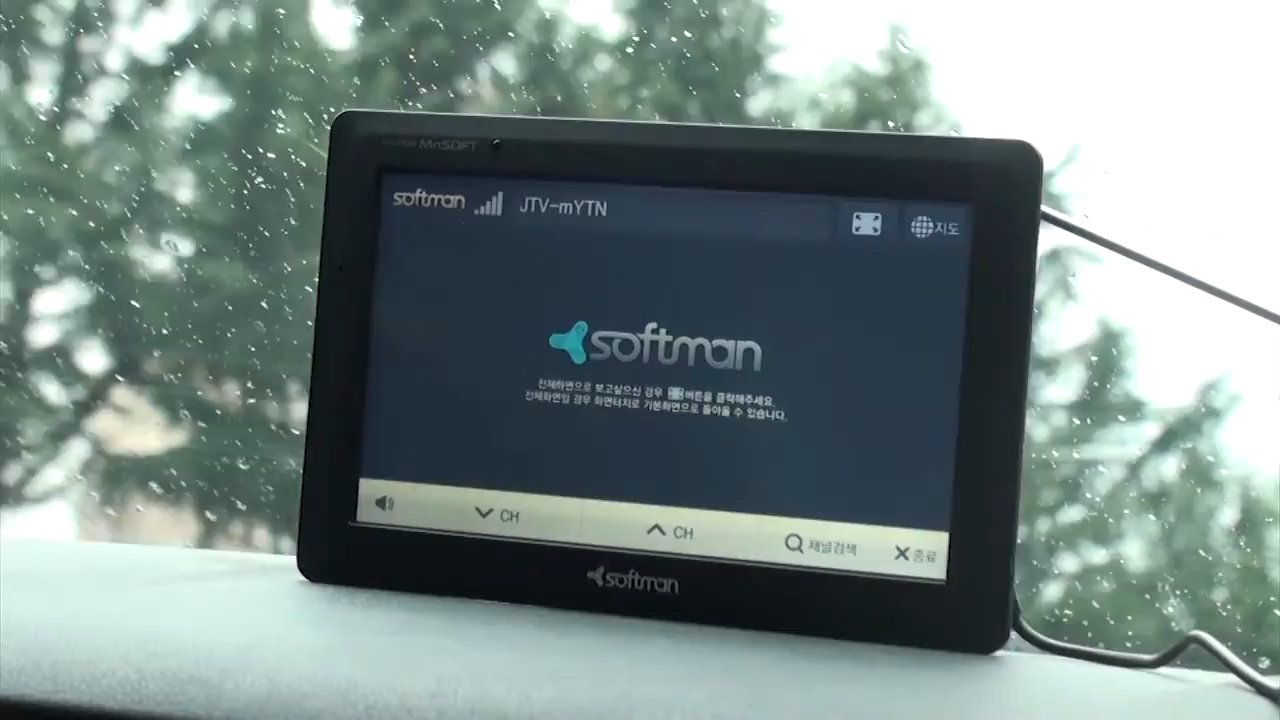 MnSOFT
softman JTV-mYTN 지도
softman
전체화면으로 보고싶으신 경우 버튼을 클릭해주세요.
전체화면일 경우 화면터치로 기본화면으로 돌아올 수 있습니다.
CH CH 채널검색 종료
softman